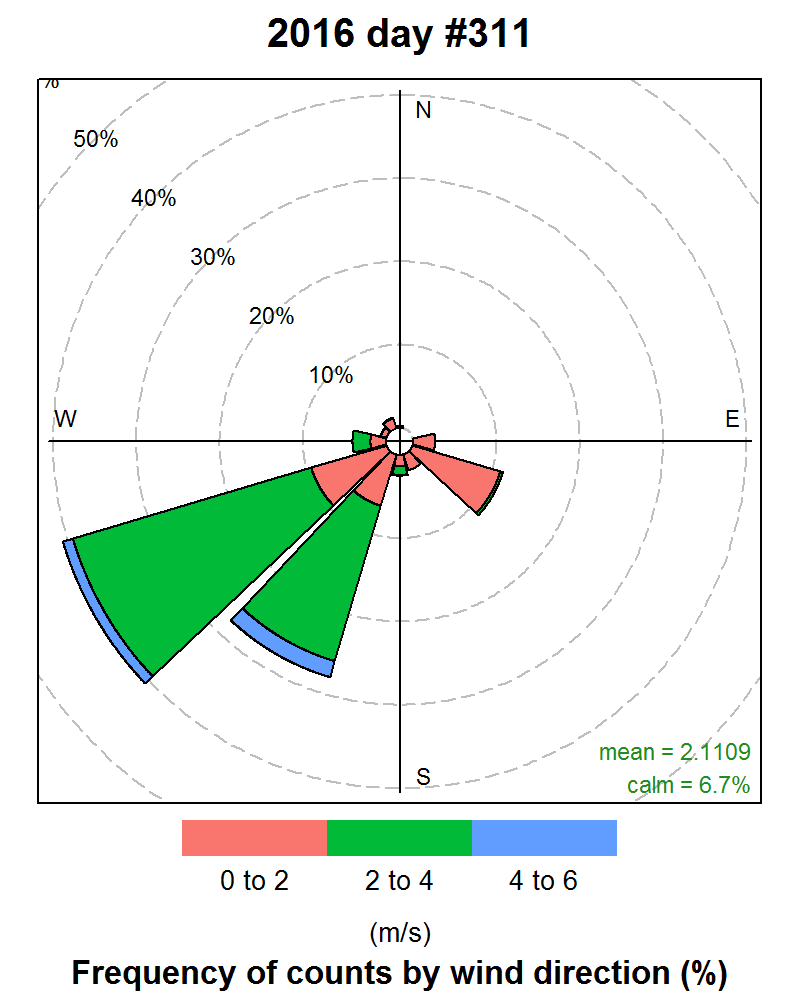 2016 day #311
%
50%
N
40%
30%
20%
10%
W
E
mean = 2.1109
S
calm = 6.7%
0 to 2
2 to 4
4 to 6
(m/s)
Frequency of counts by wind direction (%)